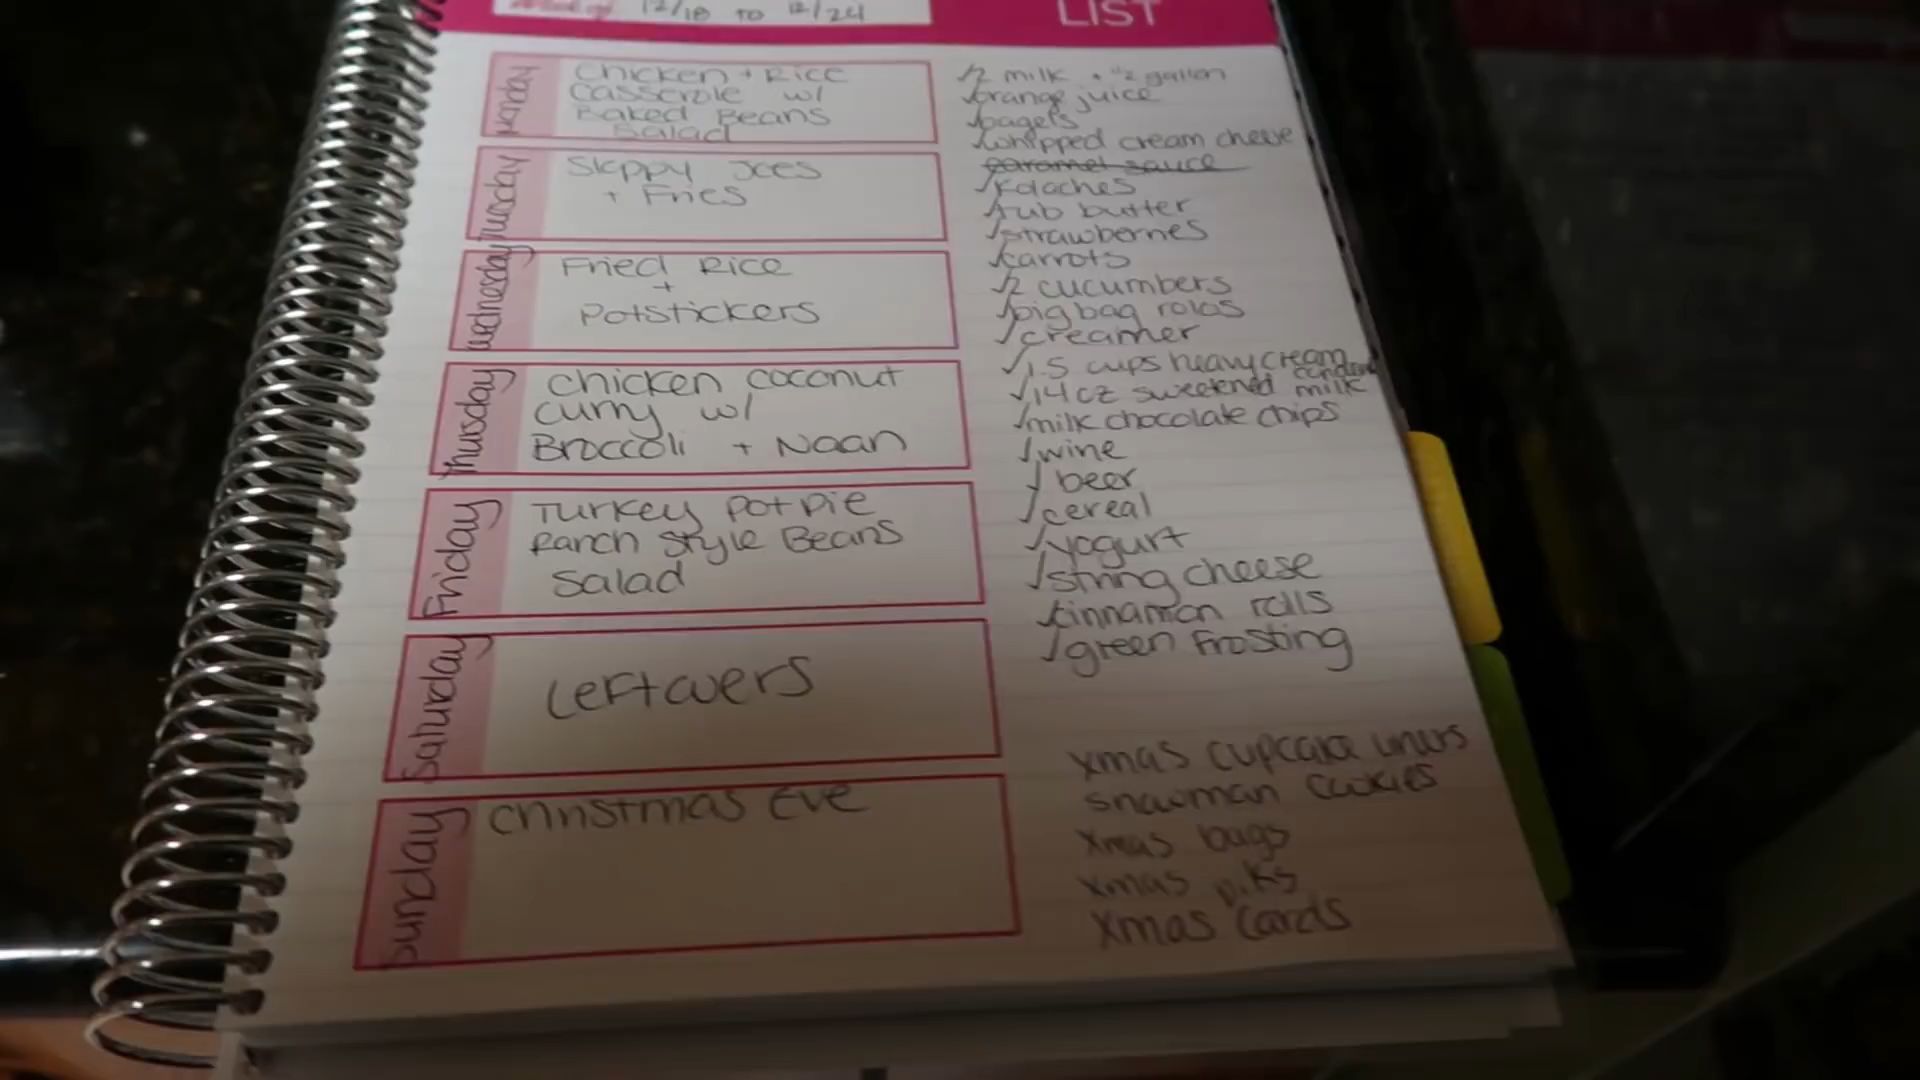 Week of 12/18 to 12/24
LIST
Monday
Chicken + Rice
Casserole w/
Baked Beans
Salad
Tuesday
Sloppy Joes
+ Fries
Wednesday
Fried Rice
+
Potstickers
Thursday
Chicken coconut
curry w/
Broccoli + Naan
Friday
Turkey Pot Pie
Ranch Style Beans
Salad
Saturday
Leftovers
Sunday
Christmas Eve
✓2 milk + 1/2 gallon
✓orange juice
✓bagels
✓whipped cream cheese
caramel sauce
✓kolaches
✓tub butter
✓strawberries
✓carrots
✓2 cucumbers
✓big bag rolos
✓creamer
✓1.5 cups heavy cream
✓14 oz sweetened condensed milk
✓milk chocolate chips
✓wine
✓beer
✓cereal
✓yogurt
✓string cheese
✓cinnamon rolls
✓green frosting
xmas cupcake liners
snowman cookies
xmas bags
xmas
xmas cards